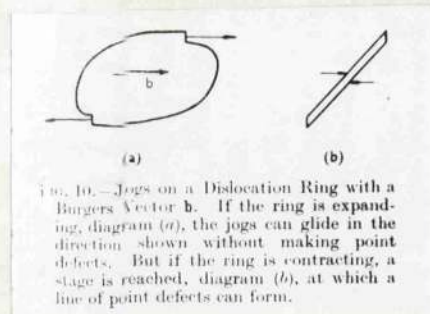 b
(a)
(b)
FIG. 10.—Jogs on a Dislocation Ring with a
Burgers Vector b. If the ring is expand-
ing, diagram (a), the jogs can glide in the
direction shown without making point
defects. But if the ring is contracting, a
stage is reached, diagram (b), at which a
line of point defects can form.